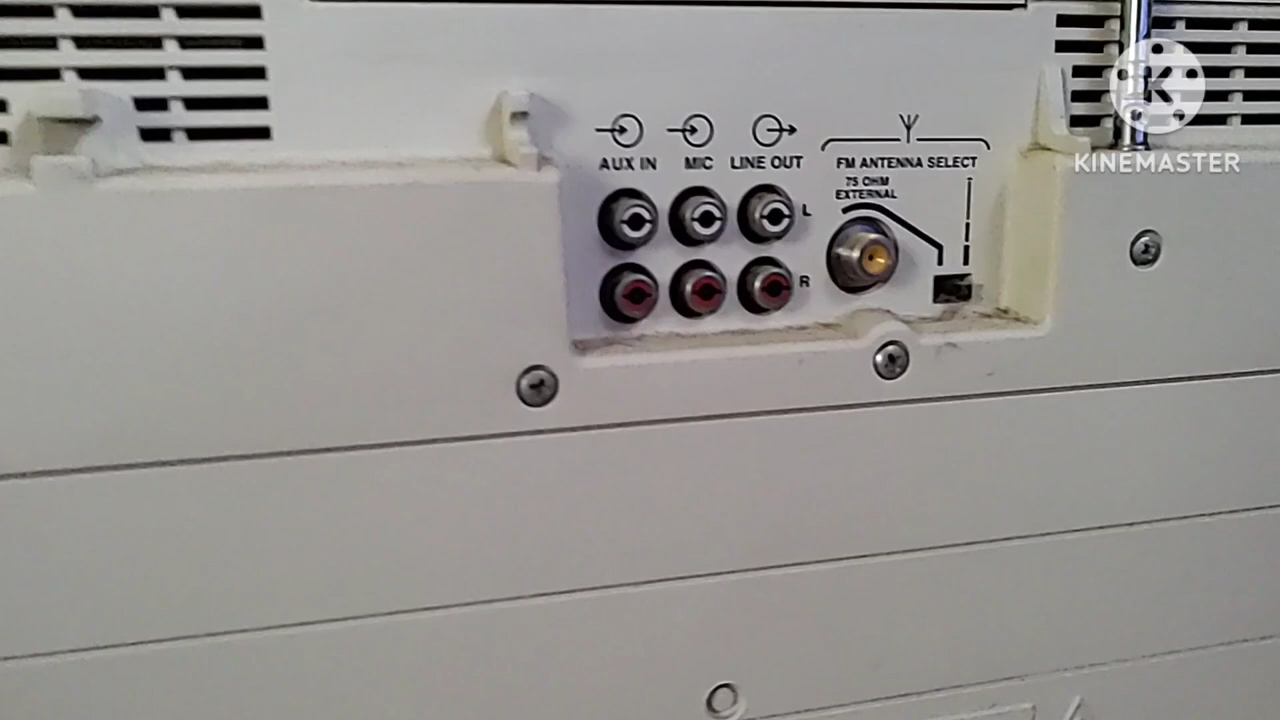 AUX IN MIC LINE OUT
FM ANTENNA SELECT
75 OHM
EXTERNAL
L
R
KINEMASTER